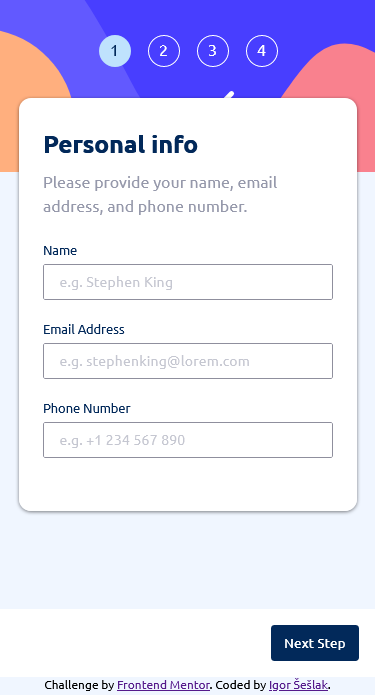 1 2 3 4
Personal info
Please provide your name, email
address, and phone number.
Name
e.g. Stephen King
Email Address
e.g. stephenking@lorem.com
Phone Number
e.g. +1 234 567 890
Next Step
Challenge by Frontend Mentor. Coded by Igor Šešlak.